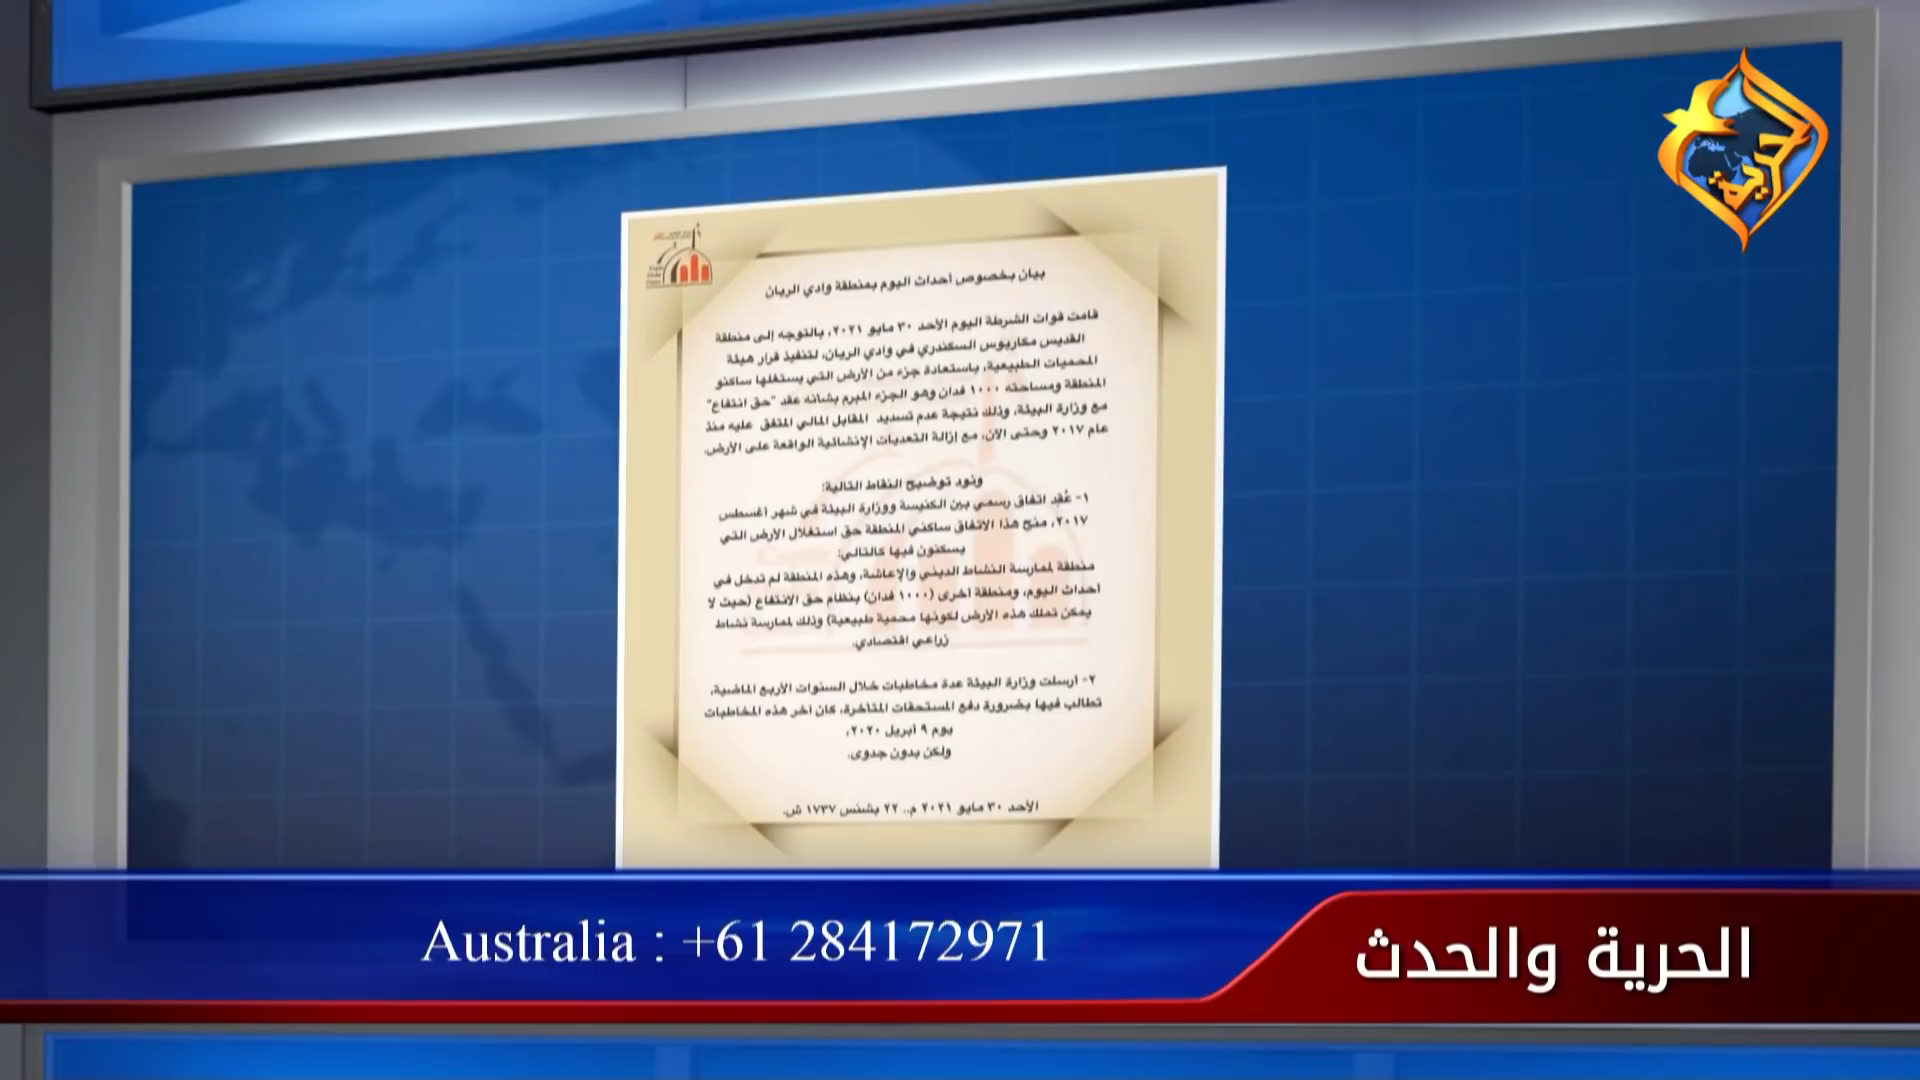 الحرية
بيان بخصوص أحداث اليوم بمنطقة وادي الريان
قامت قوات الشرطة اليوم الأحد ٣٠ مايو ٢٠٢١، بالتوجه إلى منطقة
القديس مكاريوس السكندري في وادي الريان، لتنفيذ قرار هيئة
المحميات الطبيعية، باستعادة جزء من الأرض التي يستغلها ساكنو
المنطقة ومساحته ١٠٠٠ فدان وهو الجزء المبرم بشأنه عقد "حق انتفاع"
مع وزارة البيئة، وذلك نتيجة عدم تسديد المقابل المالي المتفق عليه منذ
عام ٢٠١٧ وحتى الآن، مع إزالة التعديات الإنشائية الواقعة على الأرض.
ونود توضيح النقاط التالية:
١- عُقِد اتفاق رسمي بين الكنيسة ووزارة البيئة في شهر أغسطس
٢٠١٧، منح هذا الاتفاق ساكني المنطقة حق استغلال الأرض التي
يسكنون فيها كالتالي:
منطقة لممارسة النشاط الديني والإعاشة، وهذه المنطقة لم تدخل في
أحداث اليوم، ومنطقة أخرى (١٠٠٠ فدان) بنظام حق الانتفاع (حيث لا
يمكن تملك هذه الأرض لكونها محمية طبيعية) وذلك لممارسة نشاط
زراعي اقتصادي.
٢- أرسلت وزارة البيئة عدة مخاطبات خلال السنوات الأربع الماضية،
تطالب فيها بضرورة دفع المستحقات المتأخرة، كان آخر هذه المخاطبات
يوم ٩ أبريل ٢٠٢٠،
ولكن بدون جدوى.
الأحد ٣٠ مايو ٢٠٢١ م.. ٢٢ بشنس ١٧٣٧ ش.
Australia : +61 284172971
الحرية والحدث